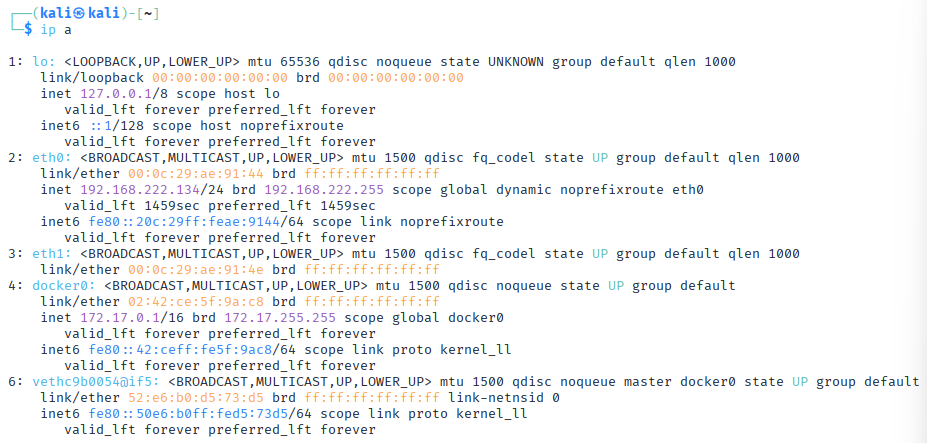 ┌──(kali㉿kali)-[~]
└─$ ip a
1: lo: <LOOPBACK,UP,LOWER_UP> mtu 65536 qdisc noqueue state UNKNOWN group default qlen 1000
    link/loopback 00:00:00:00:00:00 brd 00:00:00:00:00:00
    inet 127.0.0.1/8 scope host lo
       valid_lft forever preferred_lft forever
    inet6 ::1/128 scope host noprefixroute
       valid_lft forever preferred_lft forever
2: eth0: <BROADCAST,MULTICAST,UP,LOWER_UP> mtu 1500 qdisc fq_codel state UP group default qlen 1000
    link/ether 00:0c:29:ae:91:44 brd ff:ff:ff:ff:ff:ff
    inet 192.168.222.134/24 brd 192.168.222.255 scope global dynamic noprefixroute eth0
       valid_lft 1459sec preferred_lft 1459sec
    inet6 fe80::20c:29ff:feae:9144/64 scope link noprefixroute
       valid_lft forever preferred_lft forever
3: eth1: <BROADCAST,MULTICAST,UP,LOWER_UP> mtu 1500 qdisc fq_codel state UP group default qlen 1000
    link/ether 00:0c:29:ae:91:4e brd ff:ff:ff:ff:ff:ff
4: docker0: <BROADCAST,MULTICAST,UP,LOWER_UP> mtu 1500 qdisc noqueue state UP group default
    link/ether 02:42:ce:5f:9a:c8 brd ff:ff:ff:ff:ff:ff
    inet 172.17.0.1/16 brd 172.17.255.255 scope global docker0
       valid_lft forever preferred_lft forever
    inet6 fe80::42:ceff:fe5f:9ac8/64 scope link proto kernel_ll
       valid_lft forever preferred_lft forever
6: vethc9b0054@if5: <BROADCAST,MULTICAST,UP,LOWER_UP> mtu 1500 qdisc noqueue master docker0 state UP group default
    link/ether 52:e6:b0:d5:73:d5 brd ff:ff:ff:ff:ff:ff link-netnsid 0
    inet6 fe80::50e6:b0ff:fed5:73d5/64 scope link proto kernel_ll
       valid_lft forever preferred_lft forever